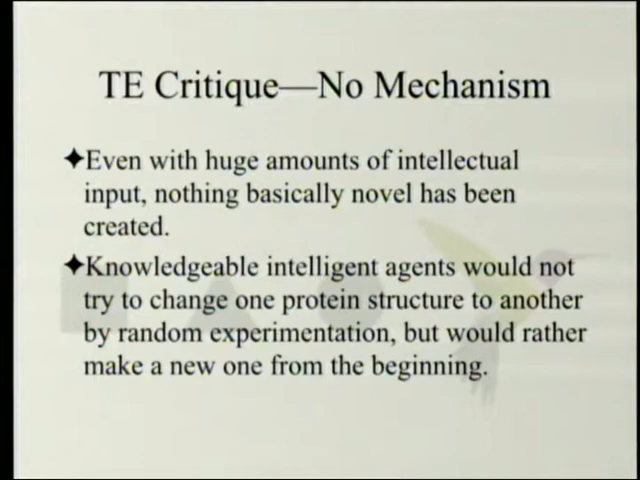 TE Critique—No Mechanism
✦Even with huge amounts of intellectual
input, nothing basically novel has been
created.
✦Knowledgeable intelligent agents would not
try to change one protein structure to another
by random experimentation, but would rather
make a new one from the beginning.